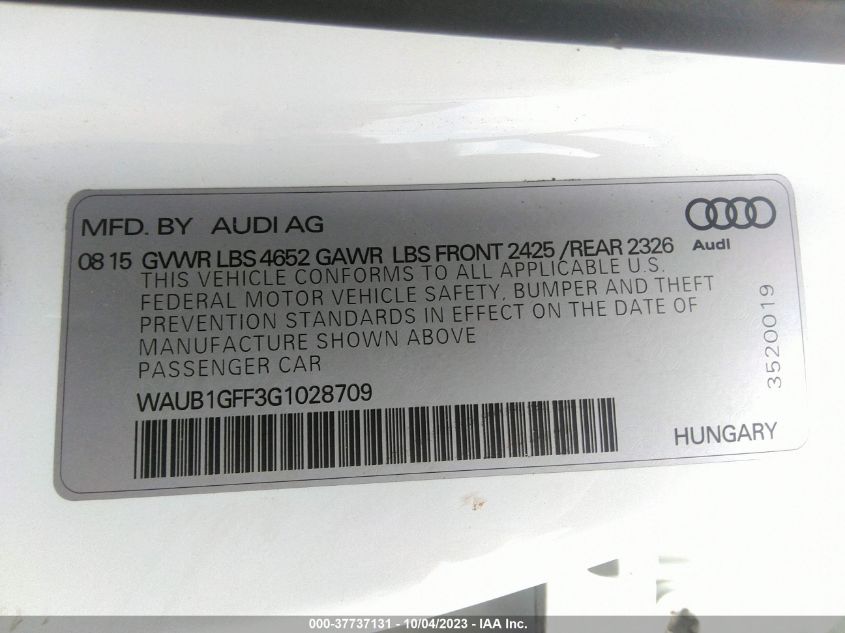 MFD. BY AUDI AG
Audi
08 15 GVWR LBS 4652 GAWR LBS FRONT 2425 /REAR 2326
THIS VEHICLE CONFORMS TO ALL APPLICABLE U.S.
FEDERAL MOTOR VEHICLE SAFETY, BUMPER AND THEFT
PREVENTION STANDARDS IN EFFECT ON THE DATE OF
MANUFACTURE SHOWN ABOVE
PASSENGER CAR
3520019
WAUB1GFF3G1028709
HUNGARY
000-37737131 - 10/04/2023 - IAA Inc.